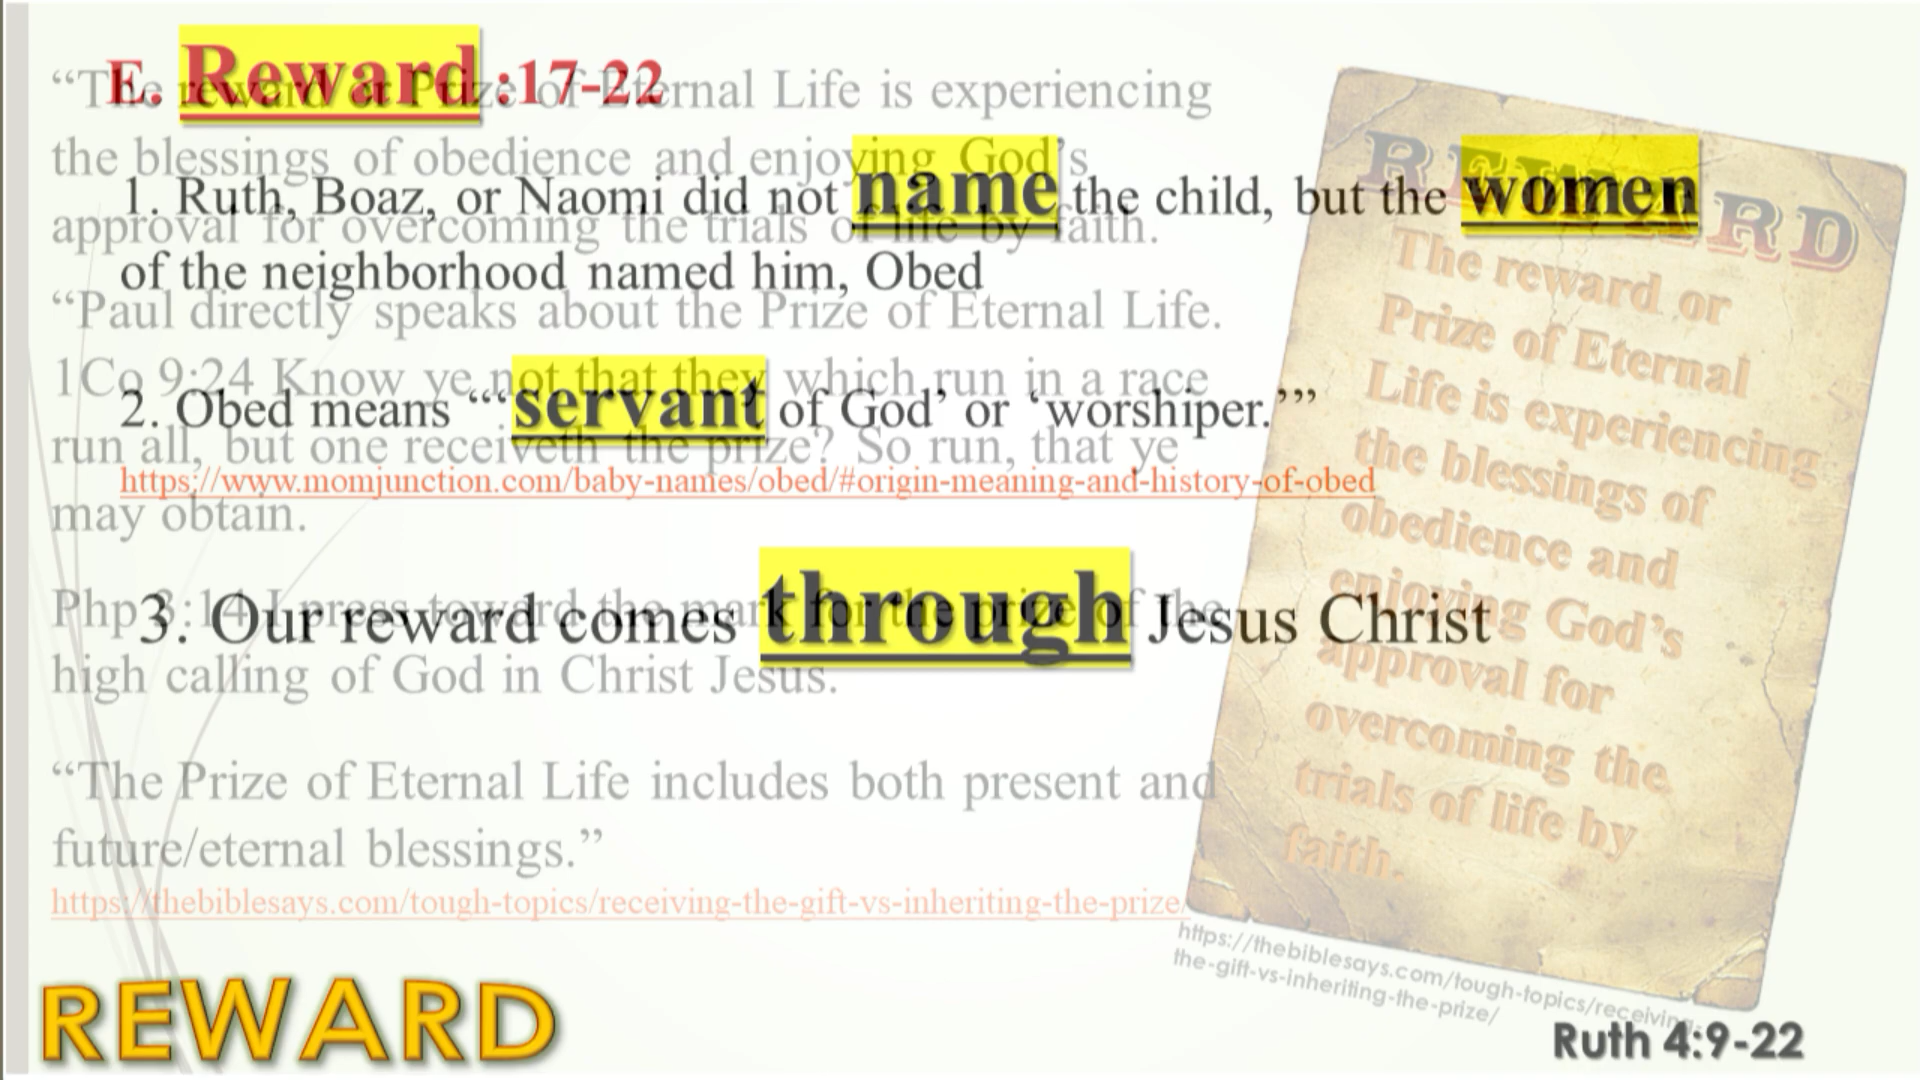 E. Reward :17-22
1. Ruth, Boaz, or Naomi did not name the child, but the women
of the neighborhood named him, Obed
2. Obed means “‘servant of God’ or ‘worshiper.’”
https://www.momjunction.com/baby-names/obed/#origin-meaning-and-history-of-obed
3. Our reward comes through Jesus Christ
“The reward or Prize of Eternal Life is experiencing
the blessings of obedience and enjoying God’s
approval for overcoming the trials of life by faith.
“Paul directly speaks about the Prize of Eternal Life.
1Co 9:24 Know ye not that they which run in a race
run all, but one receiveth the prize? So run, that ye
may obtain.
Php 3:14 I press toward the mark for the prize of the
high calling of God in Christ Jesus.
“The Prize of Eternal Life includes both present and
future/eternal blessings.”
https://thebiblesays.com/tough-topics/receiving-the-gift-vs-inheriting-the-prize/
REWARD
The reward or
Prize of Eternal
Life is experiencing
the blessings of
obedience and
enjoying God’s
approval for
overcoming the
trials of life by
faith.
https://thebiblesays.com/tough-topics/receiving-
the-gift-vs-inheriting-the-prize/
REWARD
Ruth 4:9-22